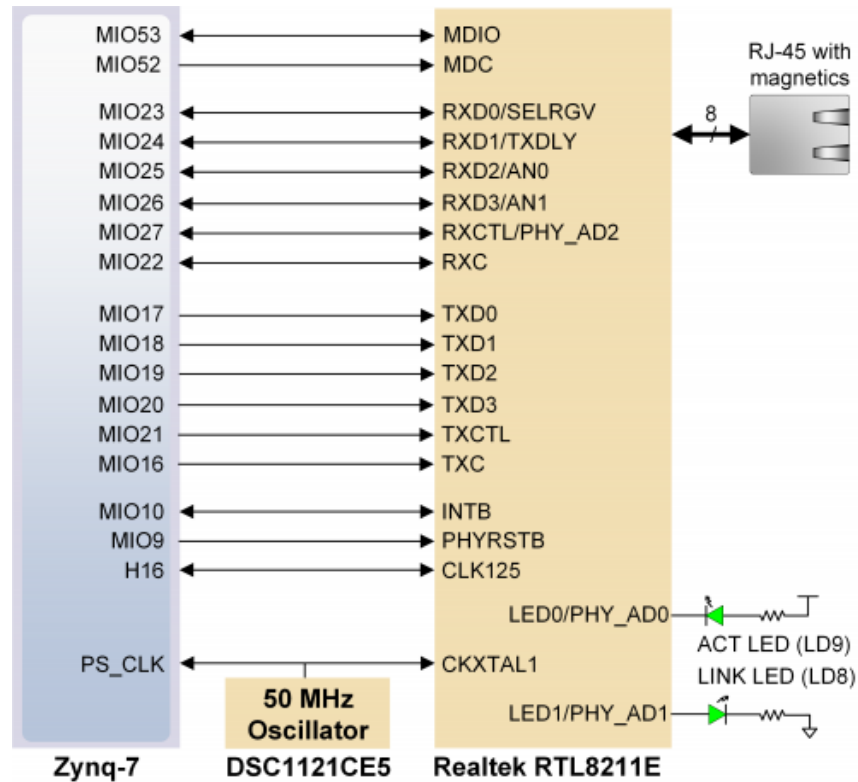 MIO53 MDIO
MIO52 MDC
RJ-45 with
magnetics
MIO23 RXD0/SELRGV
8
MIO24 RXD1/TXDLY
MIO25 RXD2/AN0
MIO26 RXD3/AN1
MIO27 RXCTL/PHY_AD2
MIO22 RXC
MIO17 TXD0
MIO18 TXD1
MIO19 TXD2
MIO20 TXD3
MIO21 TXCTL
MIO16 TXC
MIO10 INTB
MIO9 PHYRSTB
H16 CLK125
LED0/PHY_AD0
ACT LED (LD9)
PS_CLK CKXTAL1
LINK LED (LD8)
50 MHz
Oscillator
LED1/PHY_AD1
Zynq-7 DSC1121CE5 Realtek RTL8211E